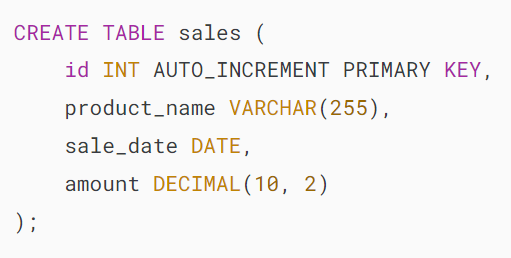 CREATE TABLE sales (
    id INT AUTO_INCREMENT PRIMARY KEY,
    product_name VARCHAR(255),
    sale_date DATE,
    amount DECIMAL(10, 2)
);